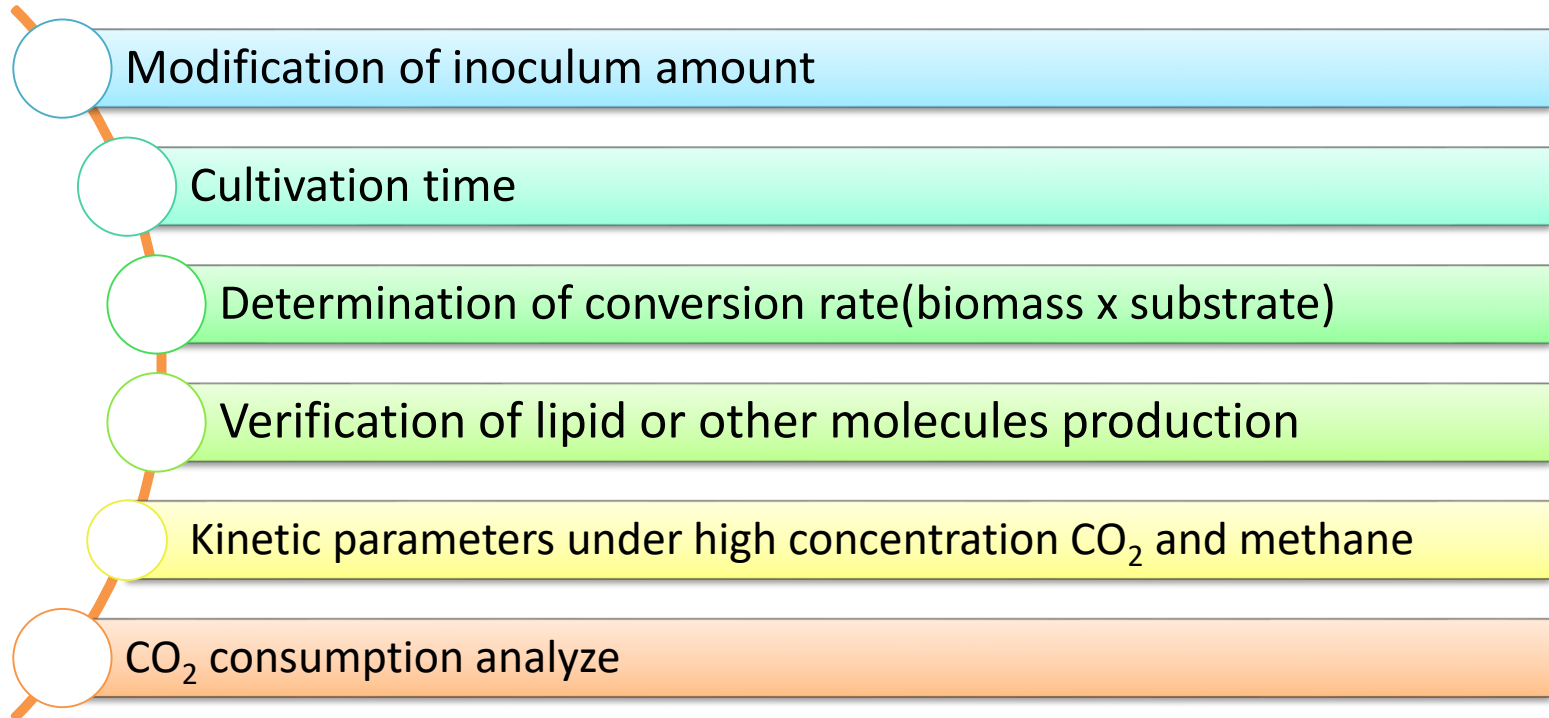 Modification of inoculum amount
Cultivation time
Determination of conversion rate(biomass x substrate)
Verification of lipid or other molecules production
Kinetic parameters under high concentration CO₂ and methane
CO₂ consumption analyze